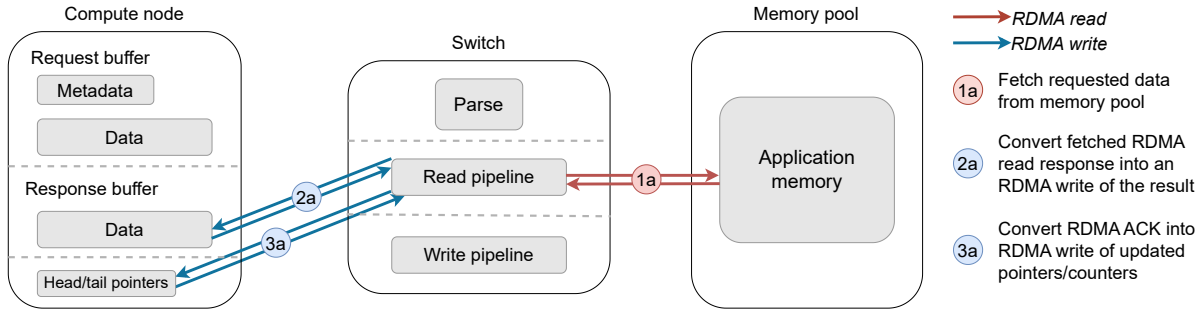 Compute node
Request buffer
Metadata
Data
Response buffer
Data
Head/tail pointers
2a
3a
Switch
Parse
Read pipeline
Write pipeline
1a
Memory pool
Application
memory
RDMA read
RDMA write
1a
Fetch requested data
from memory pool
2a
Convert fetched RDMA
read response into an
RDMA write of the result
3a
Convert RDMA ACK into
RDMA write of updated
pointers/counters